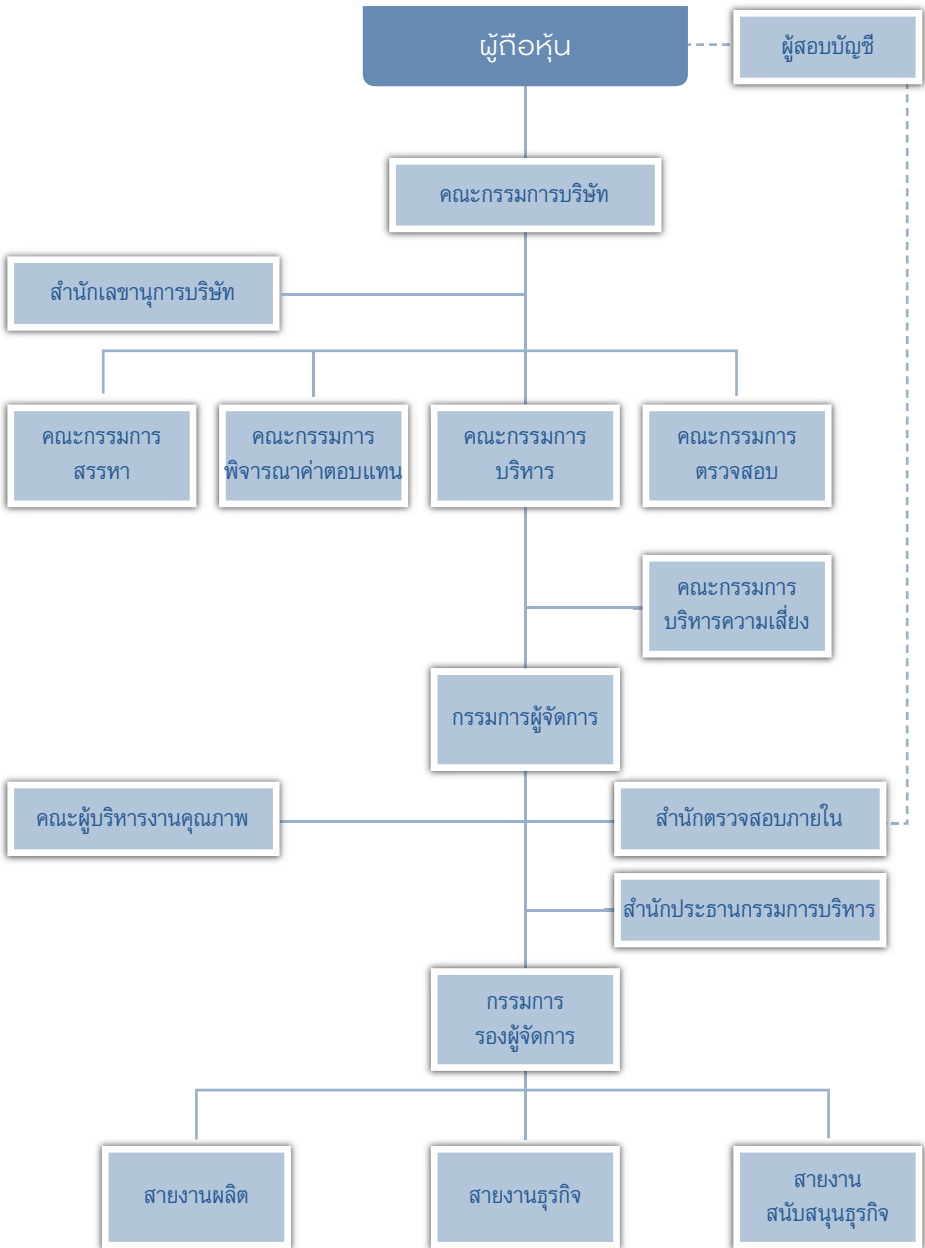 ผู้ถือหุ้น
ผู้สอบบัญชี
คณะกรรมการบริษัท
สำนักเลขานุการบริษัท
คณะกรรมการ
สรรหา
คณะกรรมการ
พิจารณาค่าตอบแทน
คณะกรรมการ
บริหาร
คณะกรรมการ
ตรวจสอบ
คณะกรรมการ
บริหารความเสี่ยง
กรรมการผู้จัดการ
คณะผู้บริหารงานคุณภาพ
สำนักตรวจสอบภายใน
สำนักประธานกรรมการบริหาร
กรรมการ
รองผู้จัดการ
สายงานผลิต
สายงานธุรกิจ
สายงาน
สนับสนุนธุรกิจ